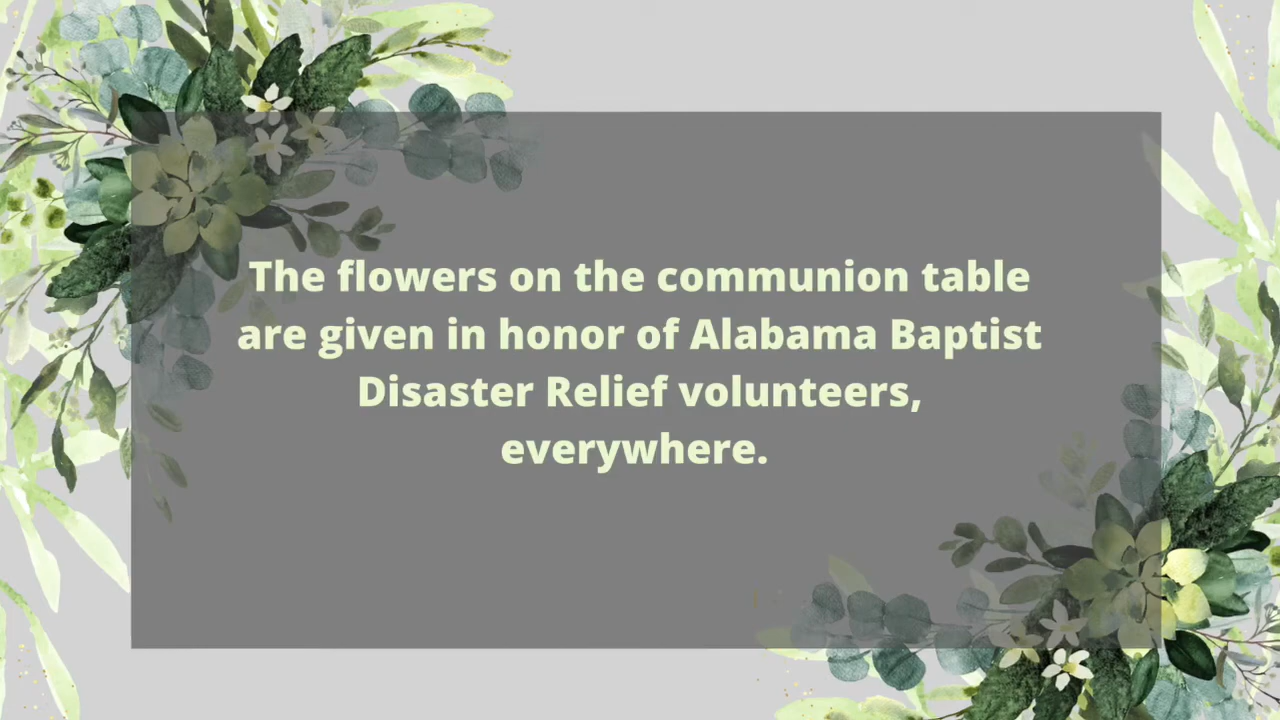 The flowers on the communion table
are given in honor of Alabama Baptist
Disaster Relief volunteers,
everywhere.